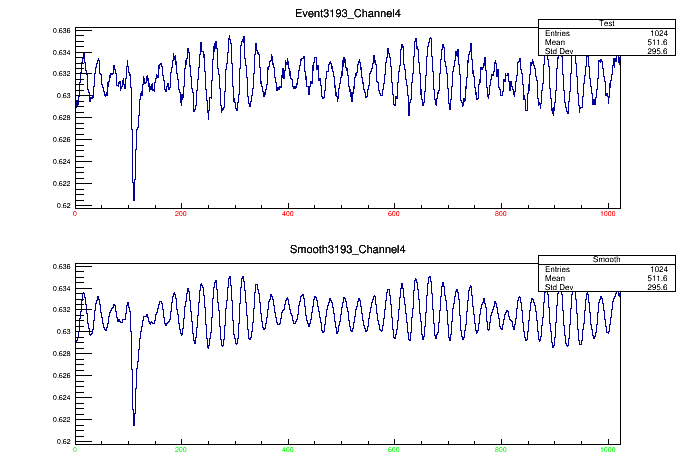 Event3193_Channel4
Test
Entries 1024
Mean 511.6
Std Dev 295.6
0.636
0.634
0.632
0.63
0.628
0.626
0.624
0.622
0.62
0 200 400 600 800 1000
Smooth3193_Channel4
Smooth
Entries 1024
Mean 511.6
Std Dev 295.6
0.636
0.634
0.632
0.63
0.628
0.626
0.624
0.622
0.62
0 200 400 600 800 1000